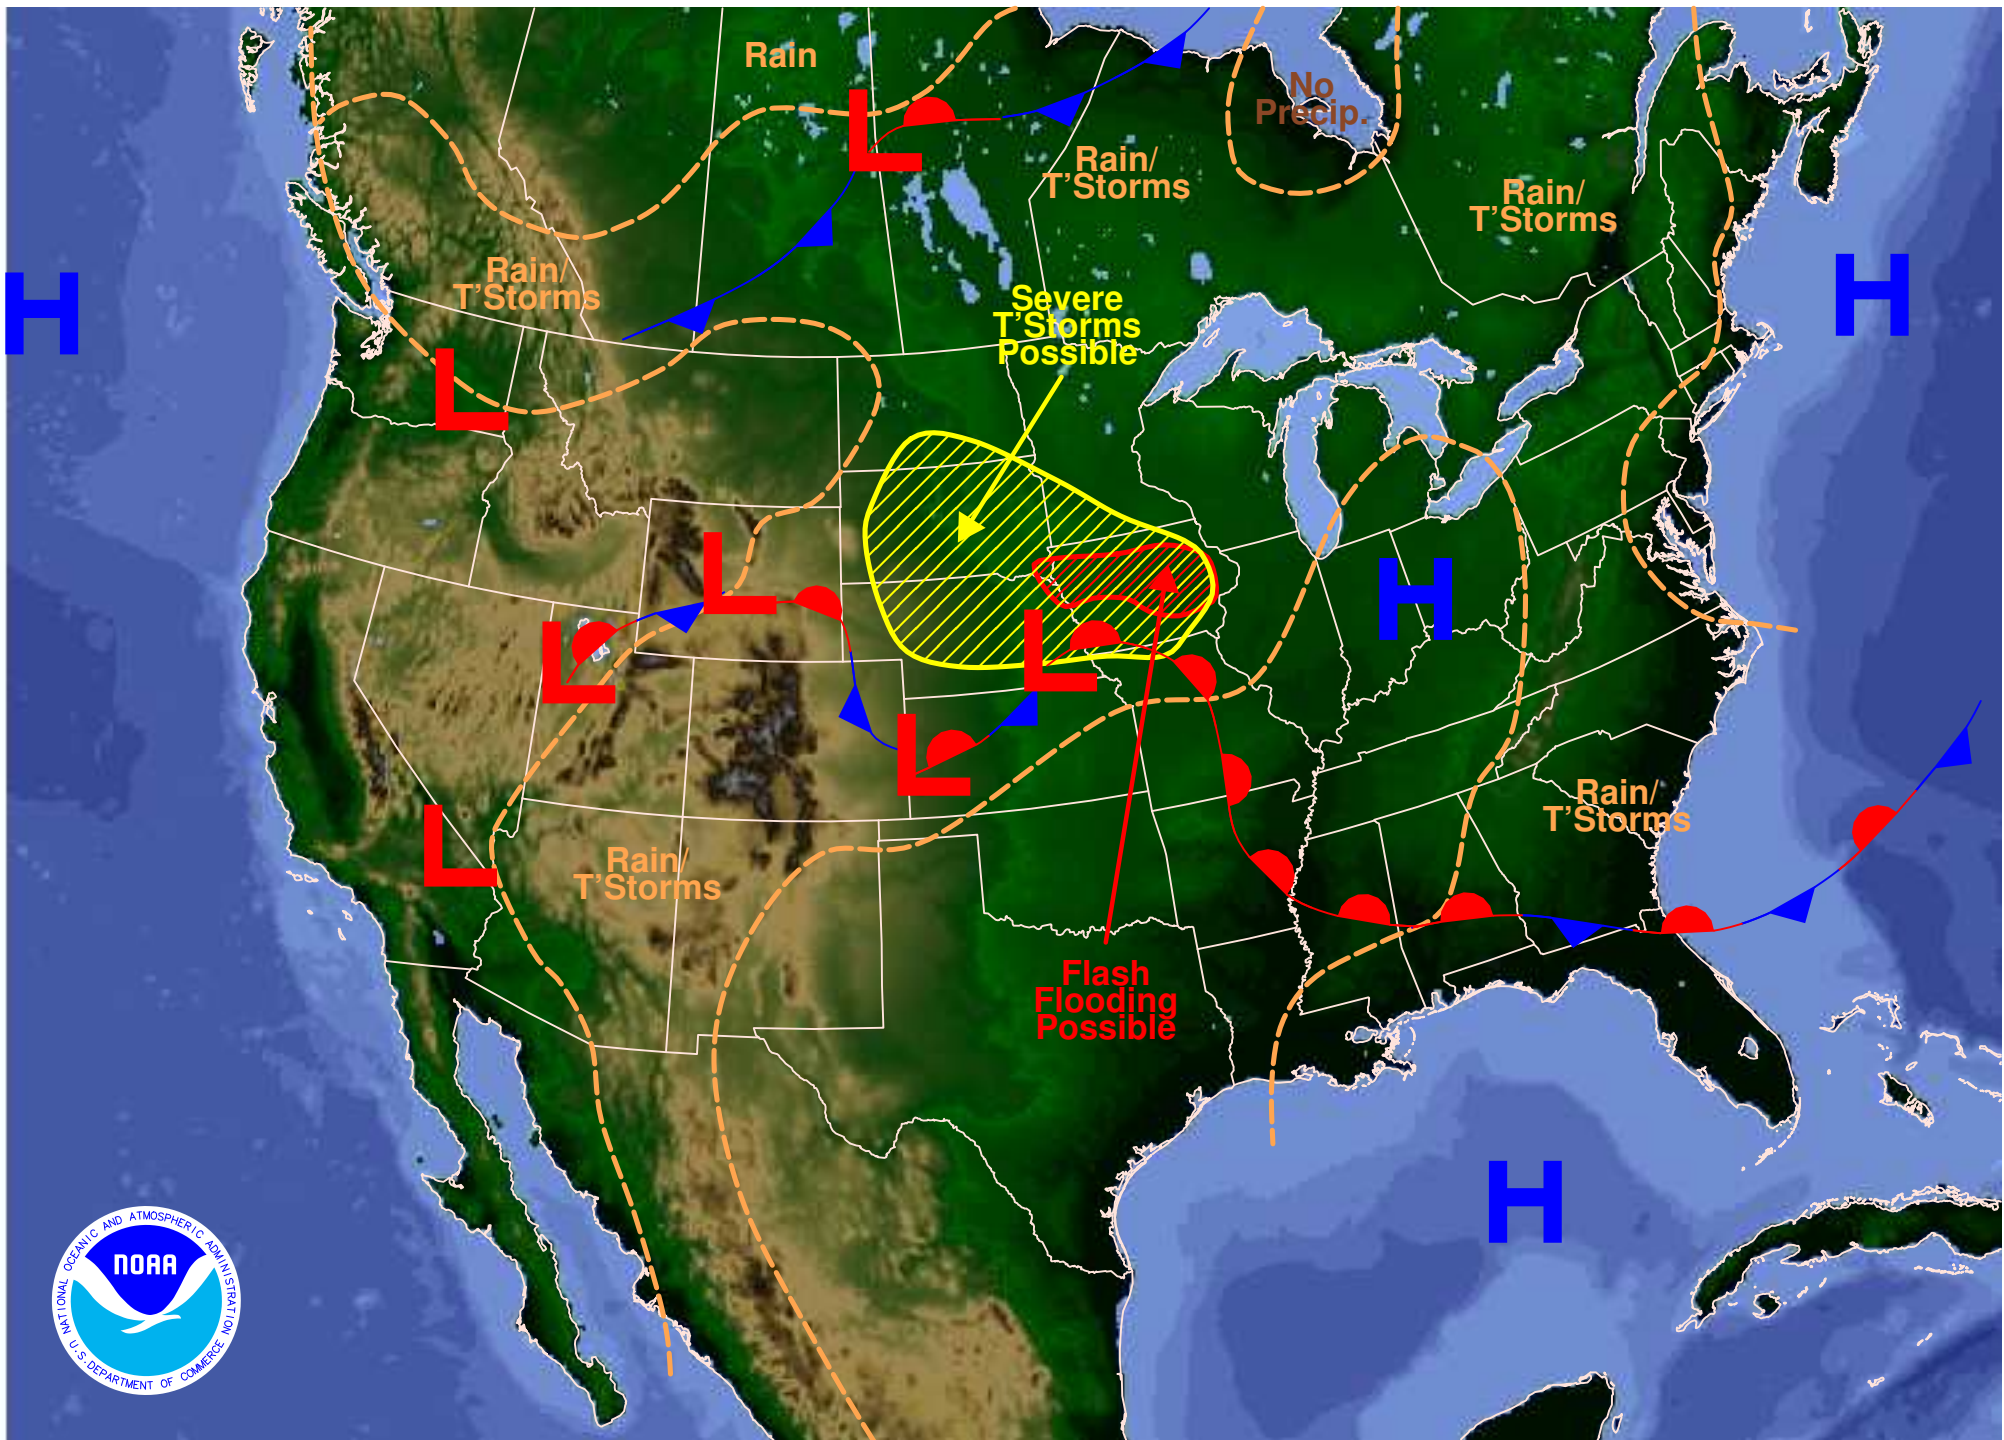 Rain
No
Precip.
Rain/
T'Storms
Rain/
T'Storms
Rain/
T'Storms
H
H
Severe
T'Storms
Possible
L
L
L
L
H
L
L
L
L
Rain/
T'Storms
Rain/
T'Storms
Flash
Flooding
Possible
H
NATIONAL OCEANIC AND ATMOSPHERIC ADMINISTRATION
NOAA
U.S. DEPARTMENT OF COMMERCE